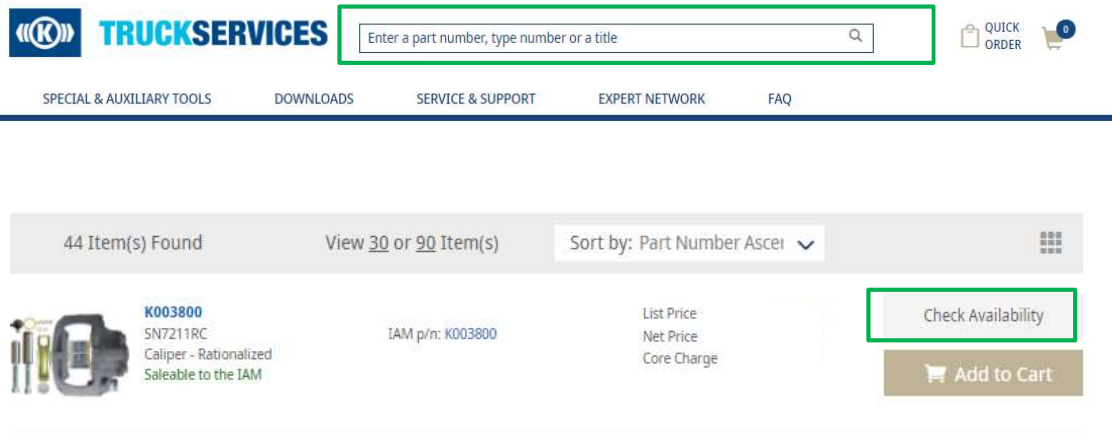 K TRUCKSERVICES
Enter a part number, type number or a title
QUICK
ORDER
0
SPECIAL & AUXILIARY TOOLS DOWNLOADS SERVICE & SUPPORT EXPERT NETWORK FAQ
44 Item(s) Found View 30 or 90 Item(s) Sort by: Part Number Ascei
K003800
SN7211RC
Caliper - Rationalized
Saleable to the IAM
IAM p/n: K003800
List Price
Net Price
Core Charge
Check Availability
Add to Cart